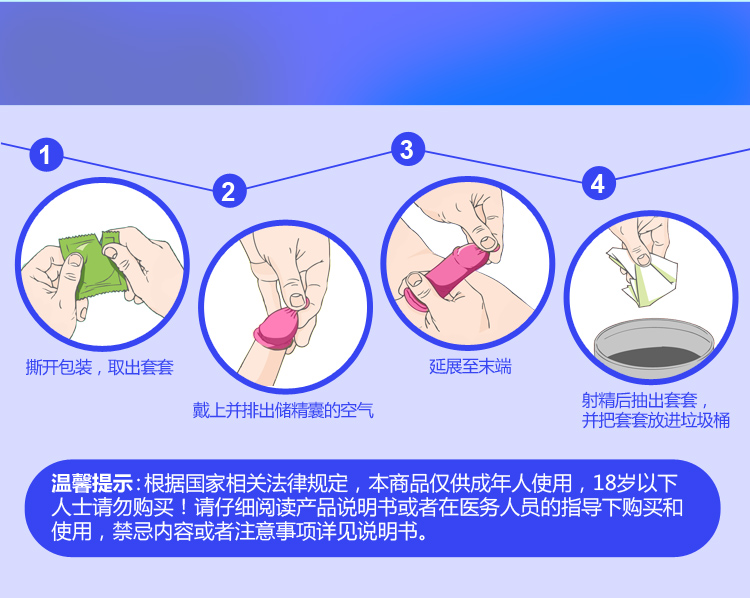 1
2
3
4
撕开包装，取出套套
戴上并排出储精囊的空气
延展至末端
射精后抽出套套，
并把套套放进垃圾桶
温馨提示：根据国家相关法律规定，本商品仅供成年人使用，18岁以下
人士请勿购买！请仔细阅读产品说明书或者在医务人员的指导下购买和
使用，禁忌内容或者注意事项详见说明书。